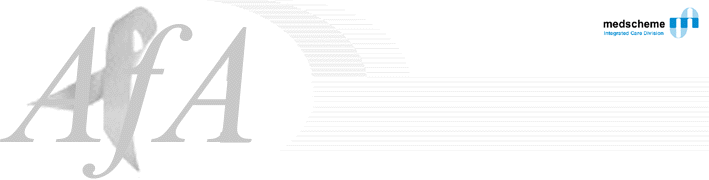 AfA
medscheme
Integrated Care Division